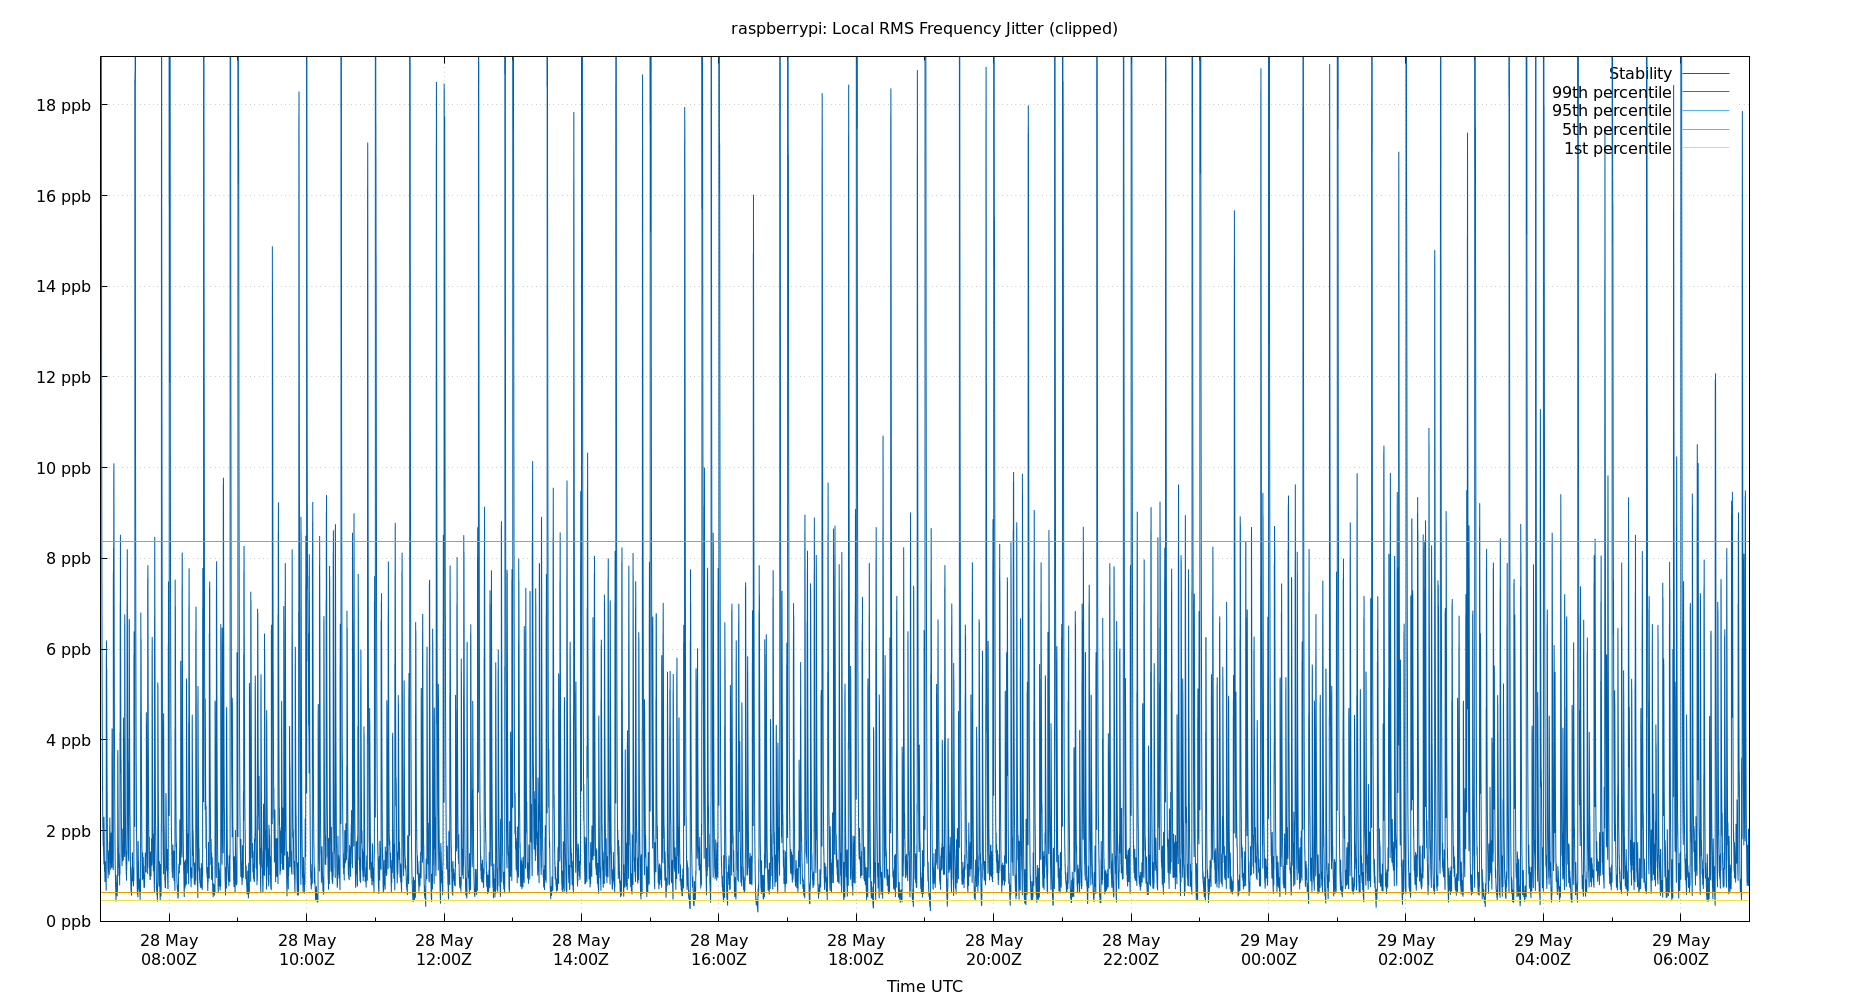 raspberrypi: Local RMS Frequency Jitter (clipped)
Stability
99th percentile
95th percentile
5th percentile
1st percentile
18 ppb
16 ppb
14 ppb
12 ppb
10 ppb
8 ppb
6 ppb
4 ppb
2 ppb
0 ppb
28 May 28 May 28 May 28 May 28 May 28 May 28 May 28 May 29 May 29 May 29 May 29 May
08:00Z 10:00Z 12:00Z 14:00Z 16:00Z 18:00Z 20:00Z 22:00Z 00:00Z 02:00Z 04:00Z 06:00Z
Time UTC